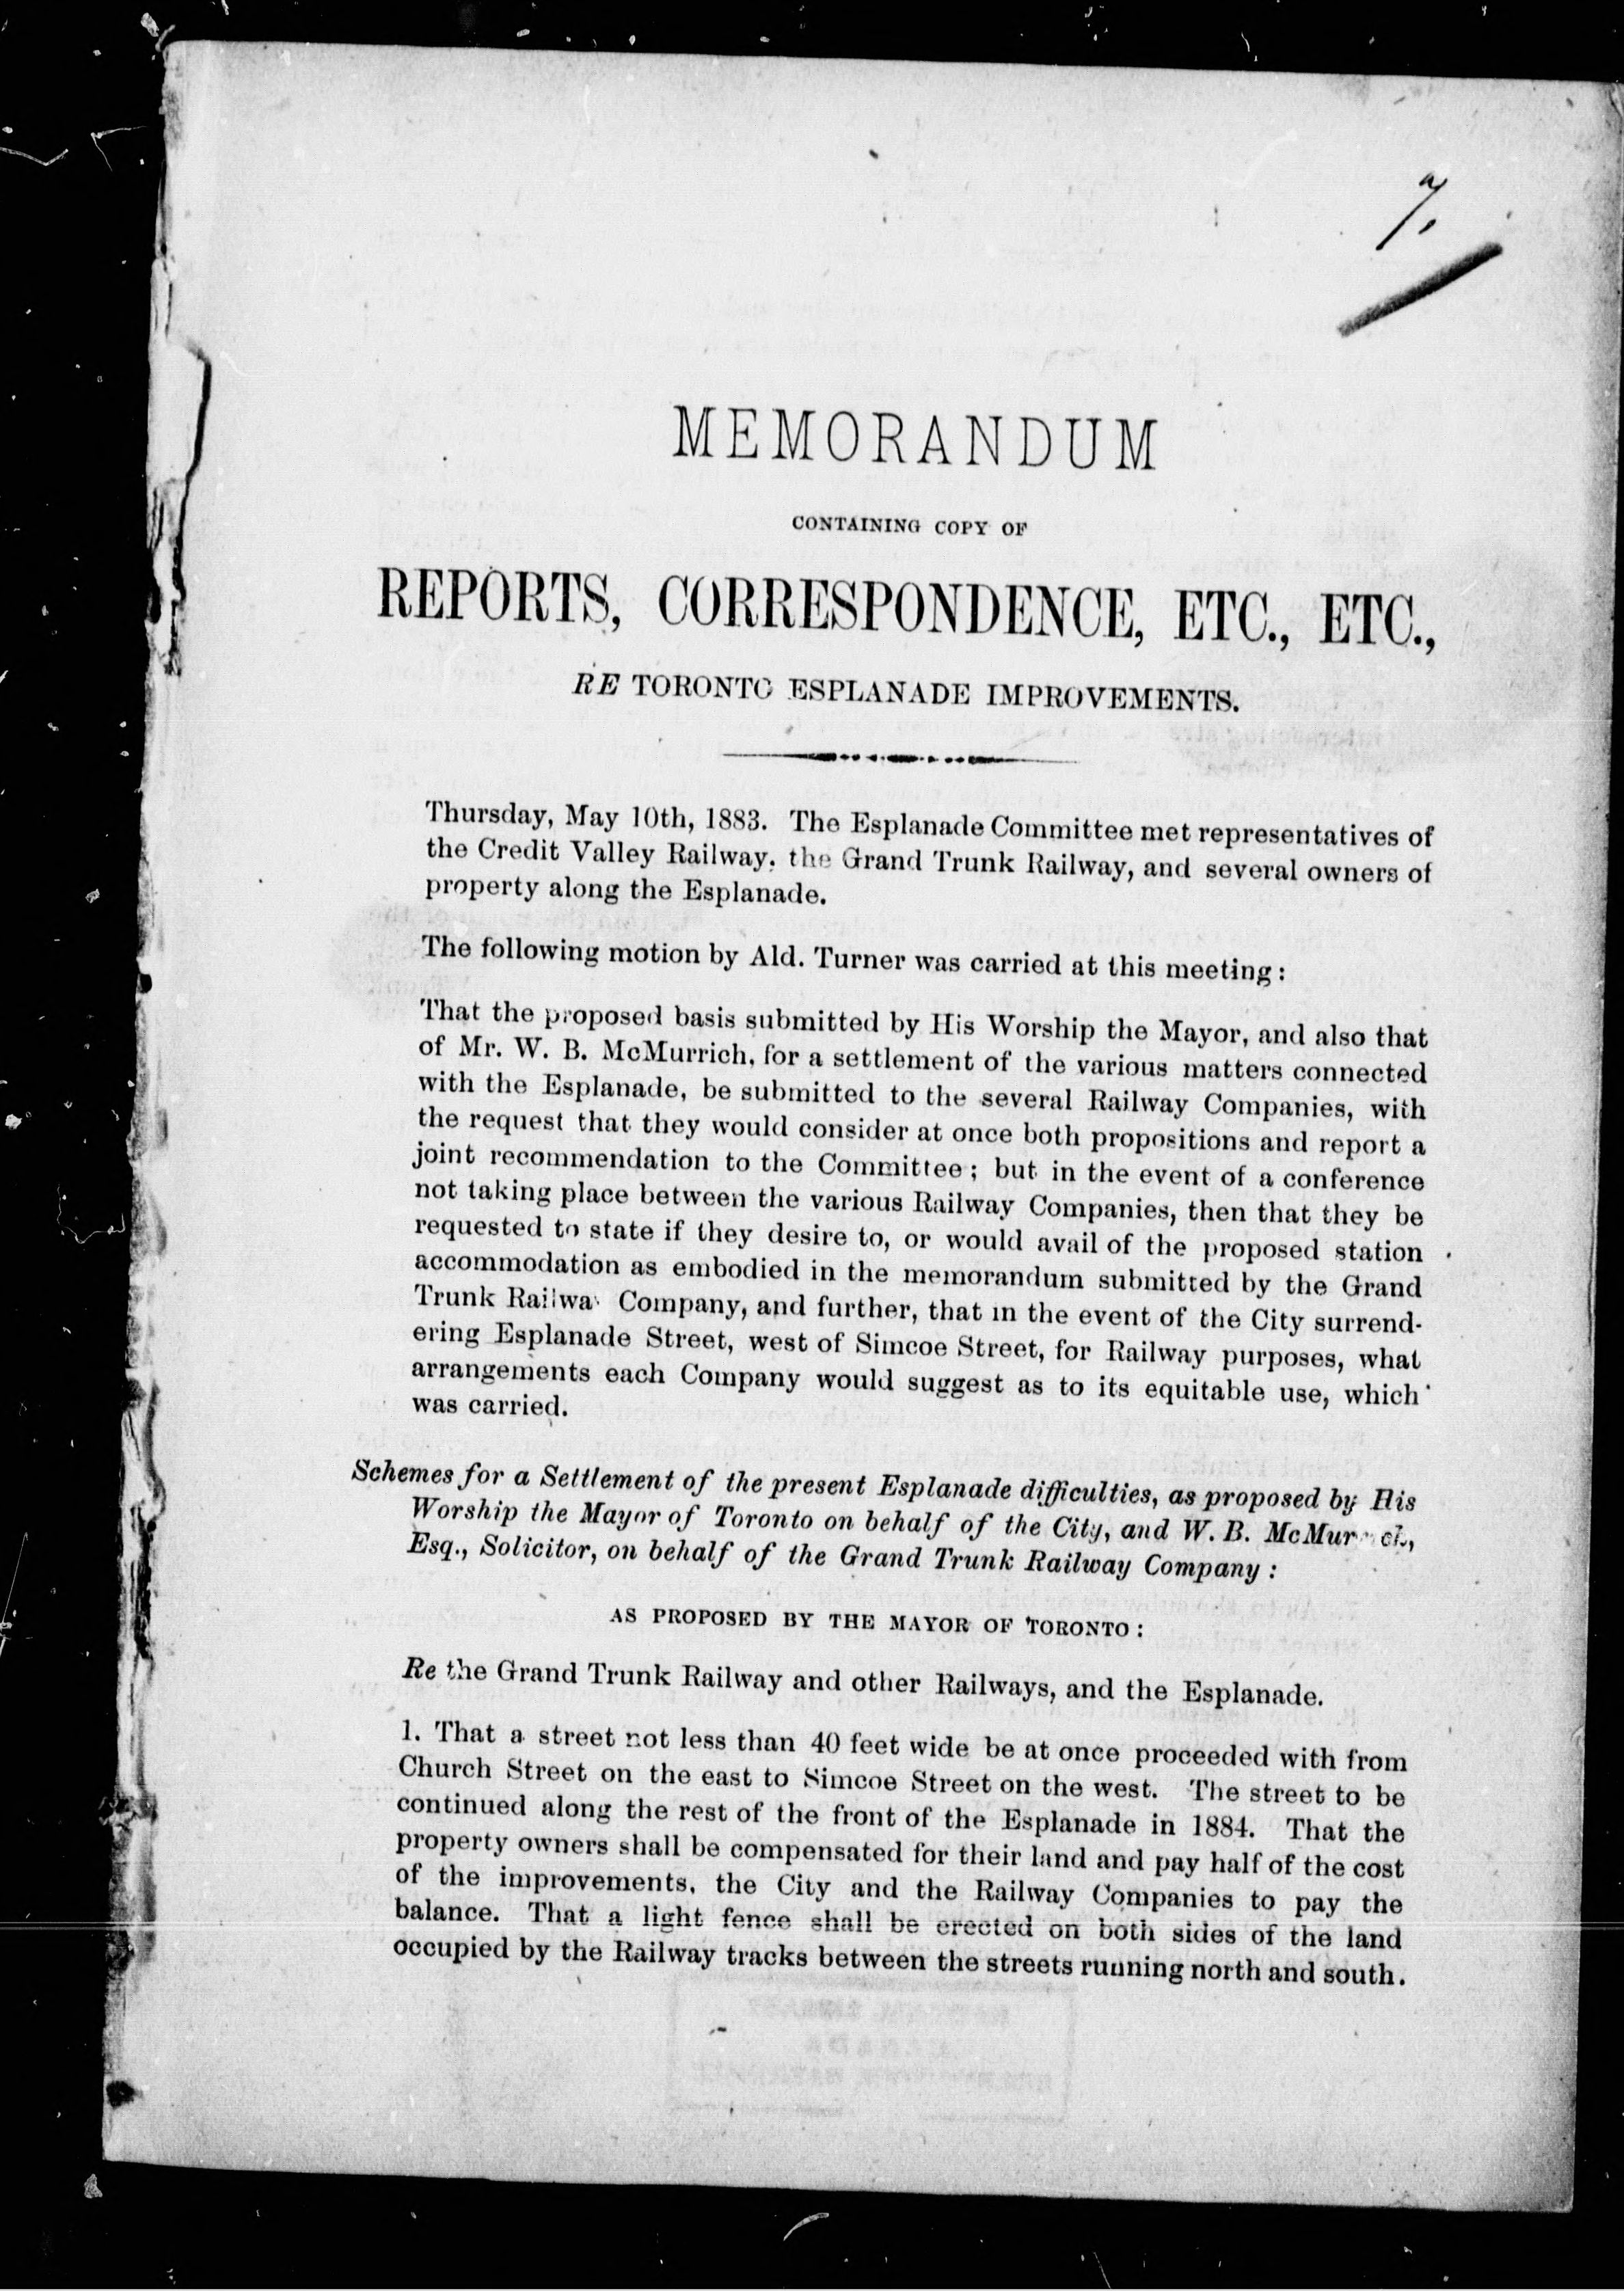 MEMORANDUM
CONTAINING COPY OF
REPORTS, CORRESPONDENCE, ETC., ETC.,
RE TORONTO ESPLANADE IMPROVEMENTS.
Thursday, May 10th, 1883. The Esplanade Committee met representatives of
the Credit Valley Railway, the Grand Trunk Railway, and several owners of
property along the Esplanade.
The following motion by Ald. Turner was carried at this meeting:
That the proposed basis submitted by His Worship the Mayor, and also that
of Mr. W. B. McMurrich, for a settlement of the various matters connected
with the Esplanade, be submitted to the several Railway Companies, with
the request that they would consider at once both propositions and report a
joint recommendation to the Committee; but in the event of a conference
not taking place between the various Railway Companies, then that they be
requested to state if they desire to, or would avail of the proposed station
accommodation as embodied in the memorandum submitted by the Grand
Trunk Railwa Company, and further, that in the event of the City surrend-
ering Esplanade Street, west of Simcoe Street, for Railway purposes, what
arrangements each Company would suggest as to its equitable use, which
was carried.
Schemes for a Settlement of the present Esplanade difficulties, as proposed by His
Worship the Mayor of Toronto on behalf of the City, and W. B. McMur ch,
Esq., Solicitor, on behalf of the Grand Trunk Railway Company:
AS PROPOSED BY THE MAYOR OF TORONTO:
Re the Grand Trunk Railway and other Railways, and the Esplanade.
1. That a street not less than 40 feet wide be at once proceeded with from
Church Street on the east to Simcoe Street on the west. The street to be
continued along the rest of the front of the Esplanade in 1884. That the
property owners shall be compensated for their land and pay half of the cost
of the improvements, the City and the Railway Companies to pay the
balance. That a light fence shall be erected on both sides of the land
occupied by the Railway tracks between the streets running north and south.